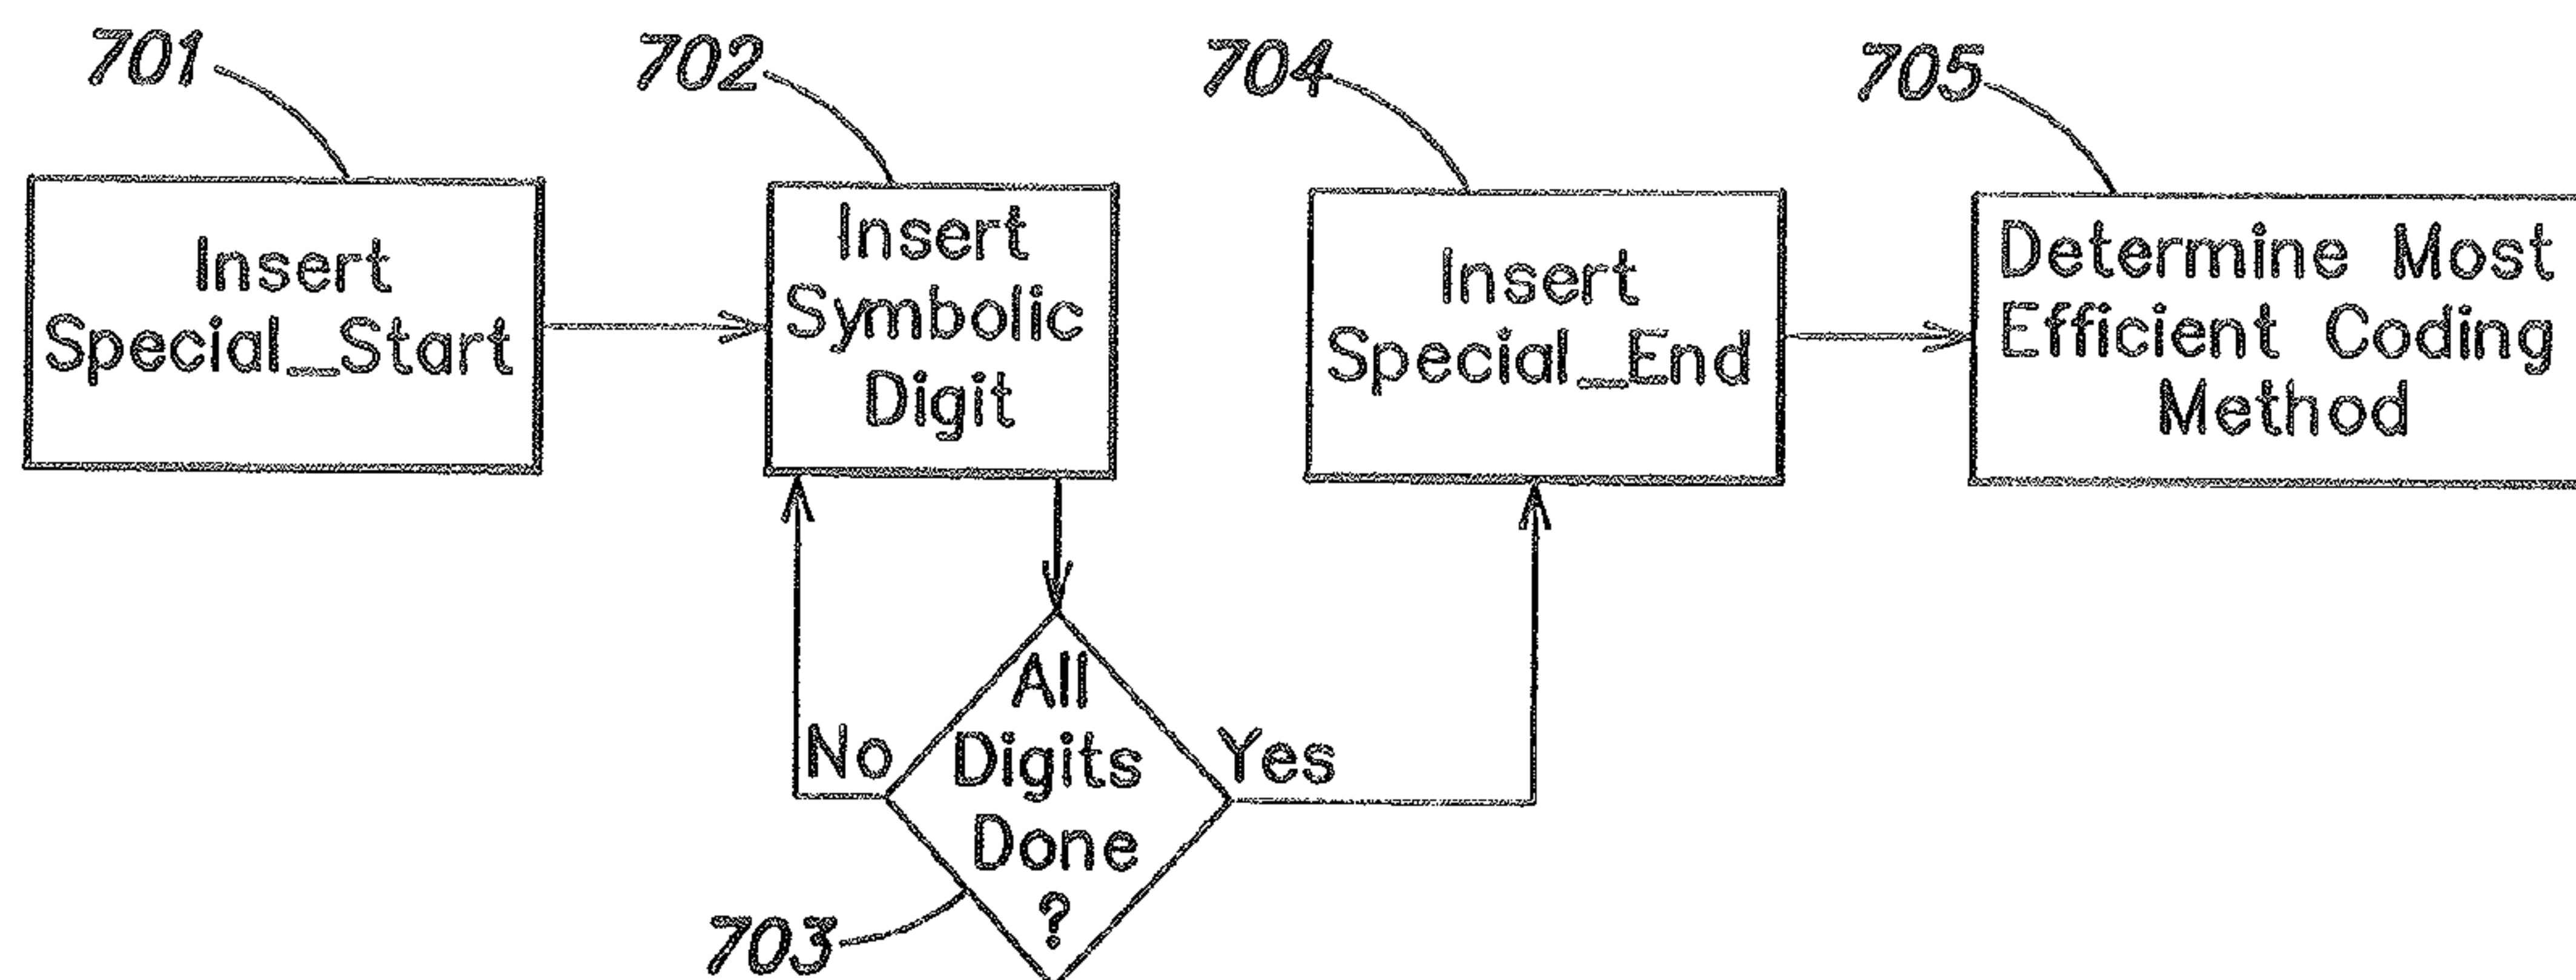 701
Insert
Special_Start
702
Insert
Symbolic
Digit
703
All
Digits
Done
?
No
Yes
704
Insert
Special_End
705
Determine Most
Efficient Coding
Method